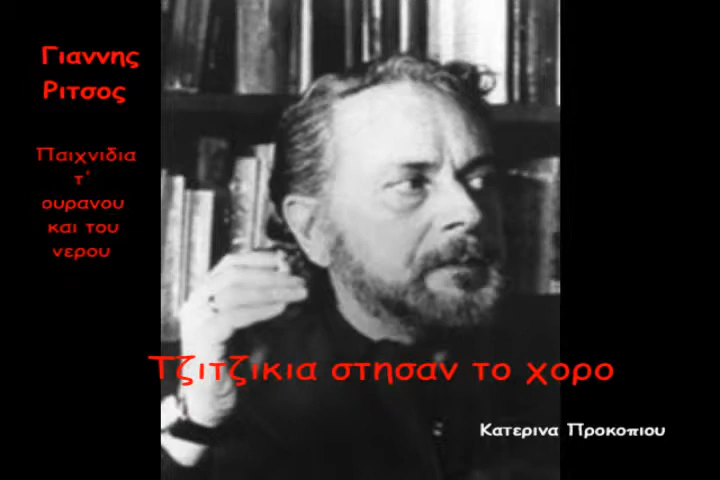 Γιαννης
Ριτσος
Παιχνιδια
τ'
ουρανου
και του
νερου
Τζιτζικια στησαν το χορο
Κατερινα Προκοπιου